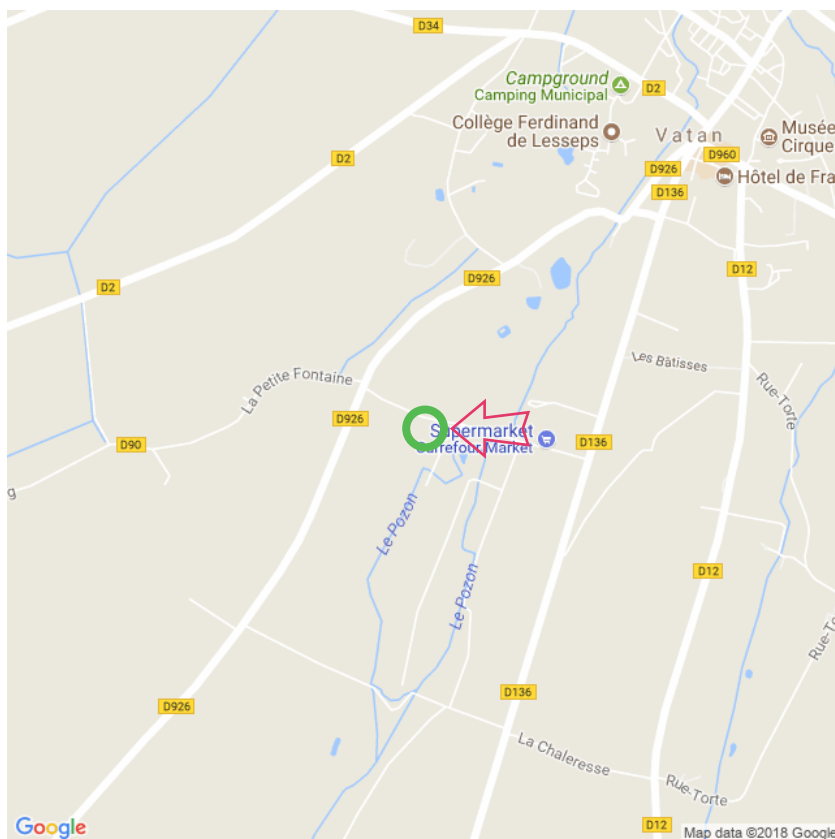 D34
Campground
Camping Municipal
D2
Collège Ferdinand
de Lesseps
Vatan
Musée
Cirque
D2
D926
D960
Hôtel de Fra
D136
D12
D926
D2
Les Bâtisses
La Petite Fontaine
Rue-Torte
D926
Supermarket
Carrefour Market
D136
D90
g
Le Pozon
D12
Le Pozon
Rue-To
D136
D926
La Chaleresse
Rue-Torte
Google
D12
Map data ©2018 Google